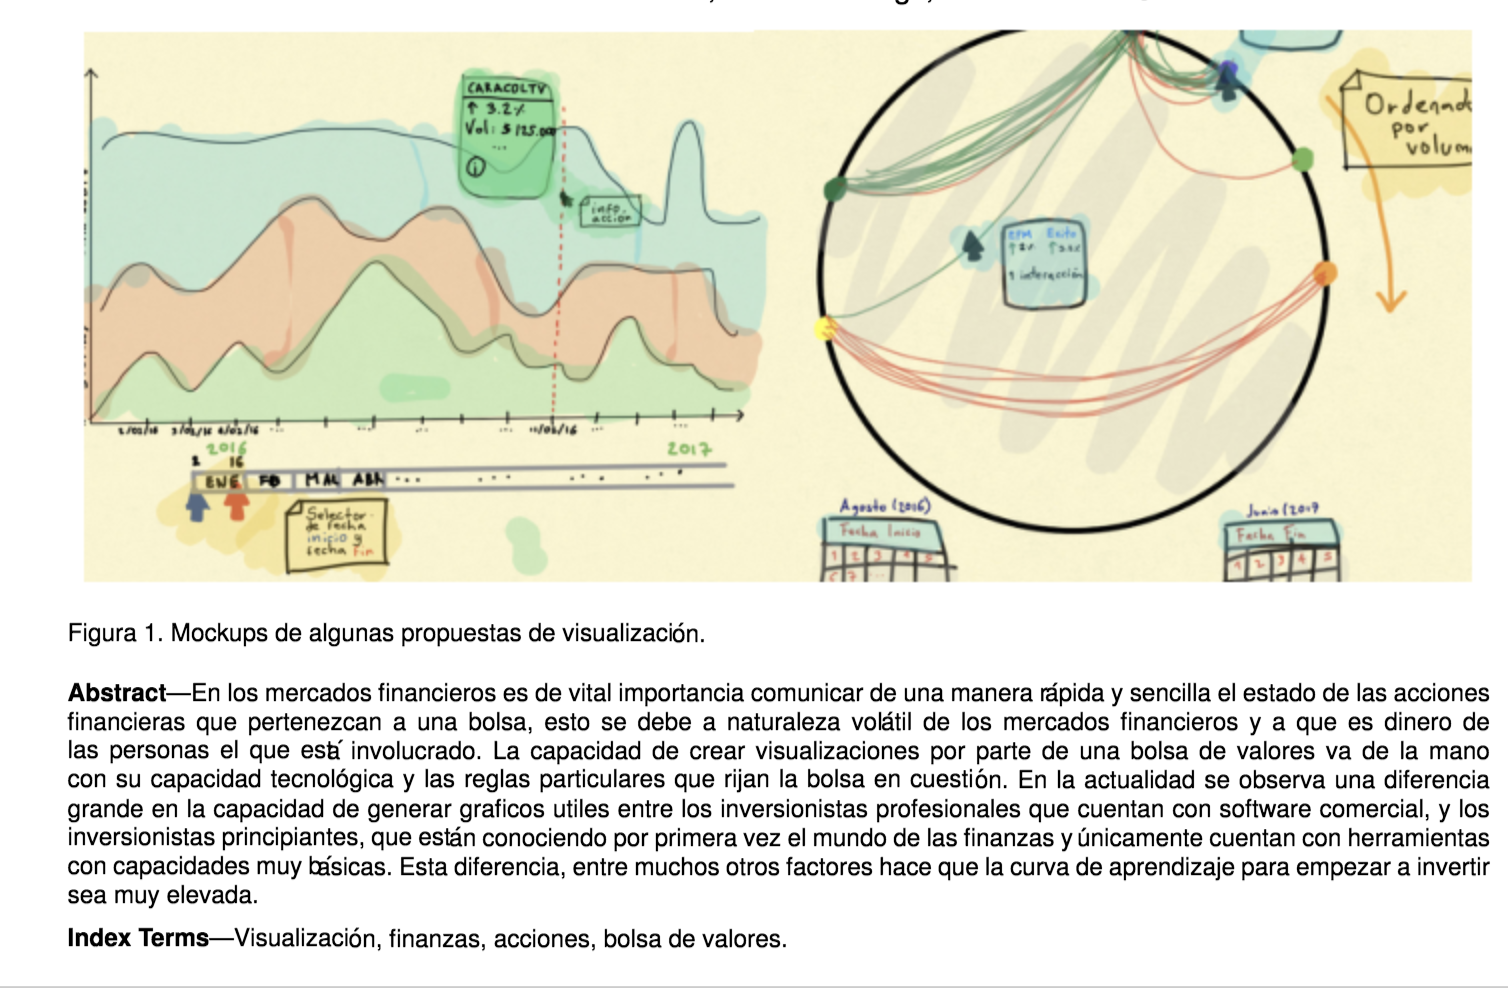 CARACOLTV
↑ 3.2%
Vol: $ 125.000
...
i
info.
acción
2/02/16 3/02/16 4/02/16 ... 11/02/16 ...
2016 2017
1 16
ENE FB MAR ABR ... ... ... ...
Selector
de fecha
inicio y
fecha fin
Ordenado
por
volum
EPM Exito
↑2%
↑ interacción
Agosto (2016)
Fecha Inicio
1 2 3 4 5
6 7 ...
Junio (2017
Fecha Fin
1 2 3 4 5
Figura 1. Mockups de algunas propuestas de visualización.
Abstract—En los mercados financieros es de vital importancia comunicar de una manera rápida y sencilla el estado de las acciones
financieras que pertenezcan a una bolsa, esto se debe a naturaleza volátil de los mercados financieros y a que es dinero de
las personas el que está involucrado. La capacidad de crear visualizaciones por parte de una bolsa de valores va de la mano
con su capacidad tecnológica y las reglas particulares que rijan la bolsa en cuestión. En la actualidad se observa una diferencia
grande en la capacidad de generar graficos utiles entre los inversionistas profesionales que cuentan con software comercial, y los
inversionistas principiantes, que están conociendo por primera vez el mundo de las finanzas y únicamente cuentan con herramientas
con capacidades muy básicas. Esta diferencia, entre muchos otros factores hace que la curva de aprendizaje para empezar a invertir
sea muy elevada.
Index Terms—Visualización, finanzas, acciones, bolsa de valores.